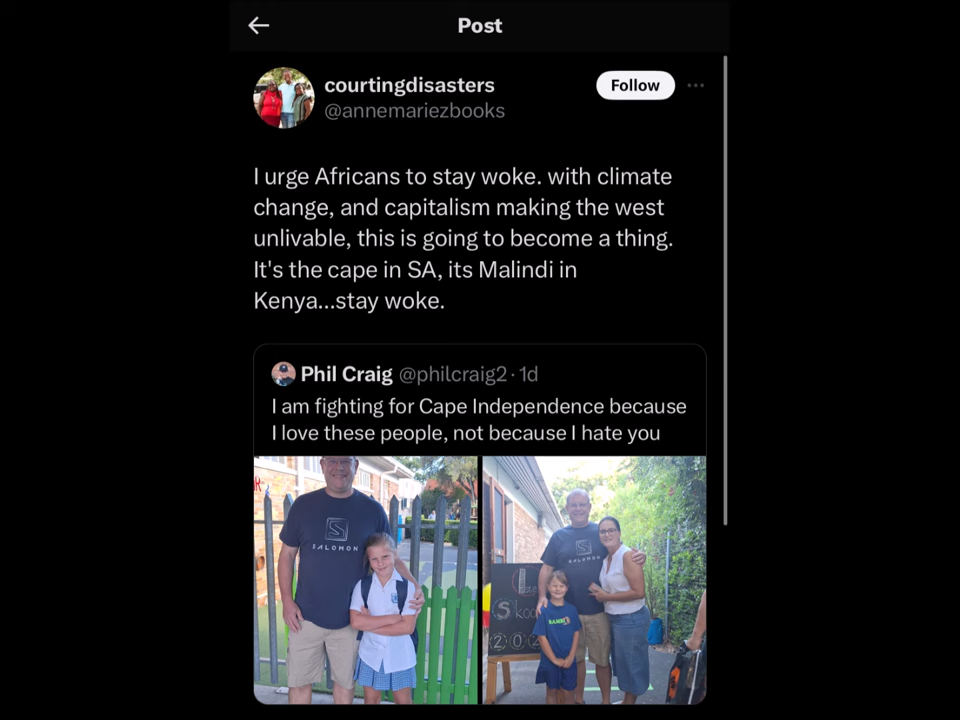 Post
courtingdisasters
Follow
@annemariezbooks
I urge Africans to stay woke. with climate
change, and capitalism making the west
unlivable, this is going to become a thing.
It's the cape in SA, its Malindi in
Kenya...stay woke.
Phil Craig @philcraig2 · 1d
I am fighting for Cape Independence because
I love these people, not because I hate you
SALOMON
SALOMON